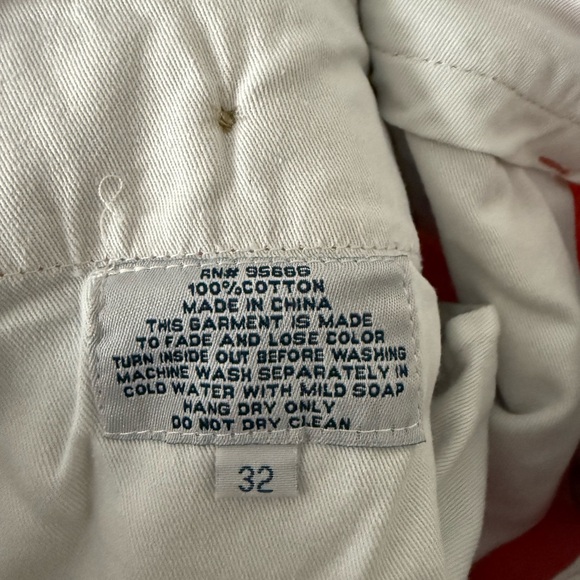 RN# 95666
100% COTTON
MADE IN CHINA
THIS GARMENT IS MADE
TO FADE AND LOSE COLOR
TURN INSIDE OUT BEFORE WASHING
MACHINE WASH SEPARATELY IN
COLD WATER WITH MILD SOAP
HANG DRY ONLY
DO NOT DRY CLEAN
32